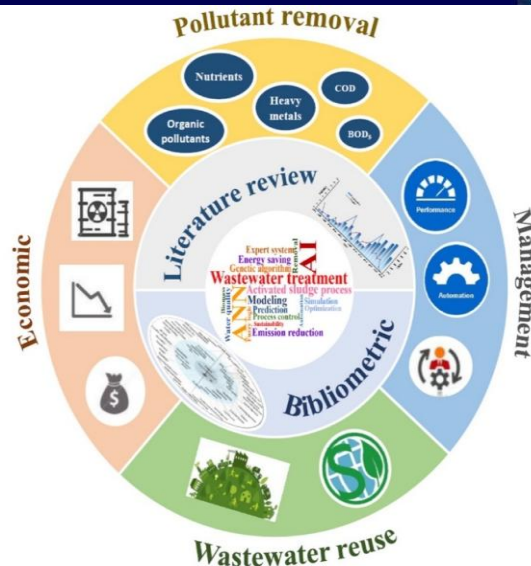 Pollutant removal
Nutrients
COD
Heavy
metals
Organic
pollutants
BOD₅
Literature review
Economic
Management
Performance
Automation
Expert system
Energy saving
Genetic algorithm
Removal
AI
Wastewater treatment
Activated sludge process
Water quality
ANN
Modeling
Simulation
Prediction
Optimization
Process control
Sustainability
Emission reduction
$
Bibliometric
S
Wastewater reuse